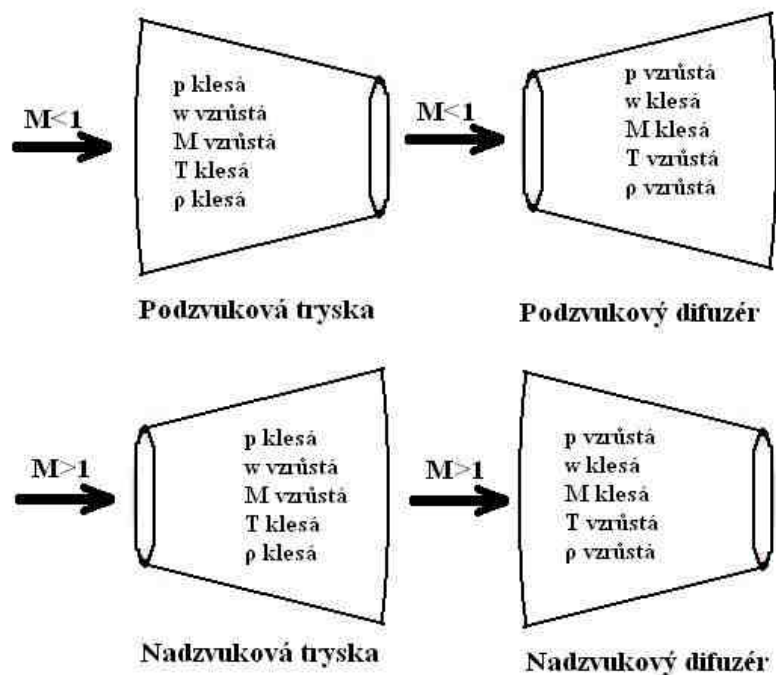 M<1
p klesá
w vzrůstá
M vzrůstá
T klesá
ρ klesá
Podzvuková tryska
M<1
p vzrůstá
w klesá
M klesá
T vzrůstá
ρ vzrůstá
Podzvukový difuzér
M>1
p klesá
w vzrůstá
M vzrůstá
T klesá
ρ klesá
Nadzvuková tryska
M>1
p vzrůstá
w klesá
M klesá
T vzrůstá
ρ vzrůstá
Nadzvukový difuzér